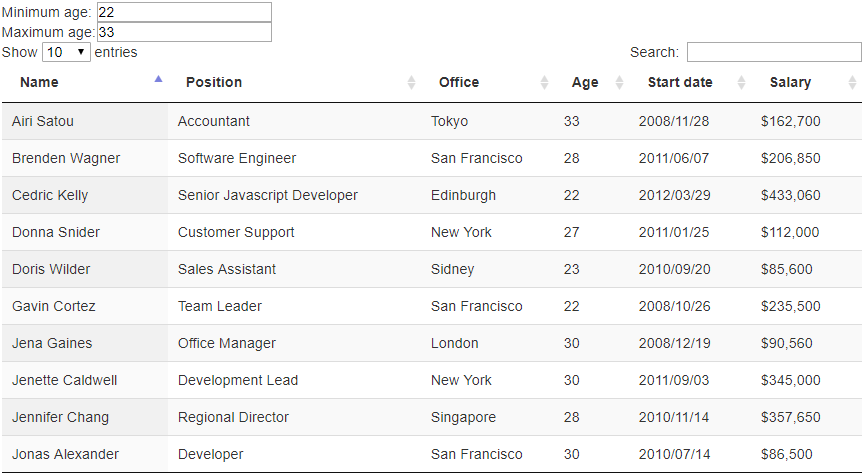 Minimum age: 22
Maximum age: 33
Show 10 entries Search:
Name Position Office Age Start date Salary
Airi Satou Accountant Tokyo 33 2008/11/28 $162,700
Brenden Wagner Software Engineer San Francisco 28 2011/06/07 $206,850
Cedric Kelly Senior Javascript Developer Edinburgh 22 2012/03/29 $433,060
Donna Snider Customer Support New York 27 2011/01/25 $112,000
Doris Wilder Sales Assistant Sidney 23 2010/09/20 $85,600
Gavin Cortez Team Leader San Francisco 22 2008/10/26 $235,500
Jena Gaines Office Manager London 30 2008/12/19 $90,560
Jenette Caldwell Development Lead New York 30 2011/09/03 $345,000
Jennifer Chang Regional Director Singapore 28 2010/11/14 $357,650
Jonas Alexander Developer San Francisco 30 2010/07/14 $86,500